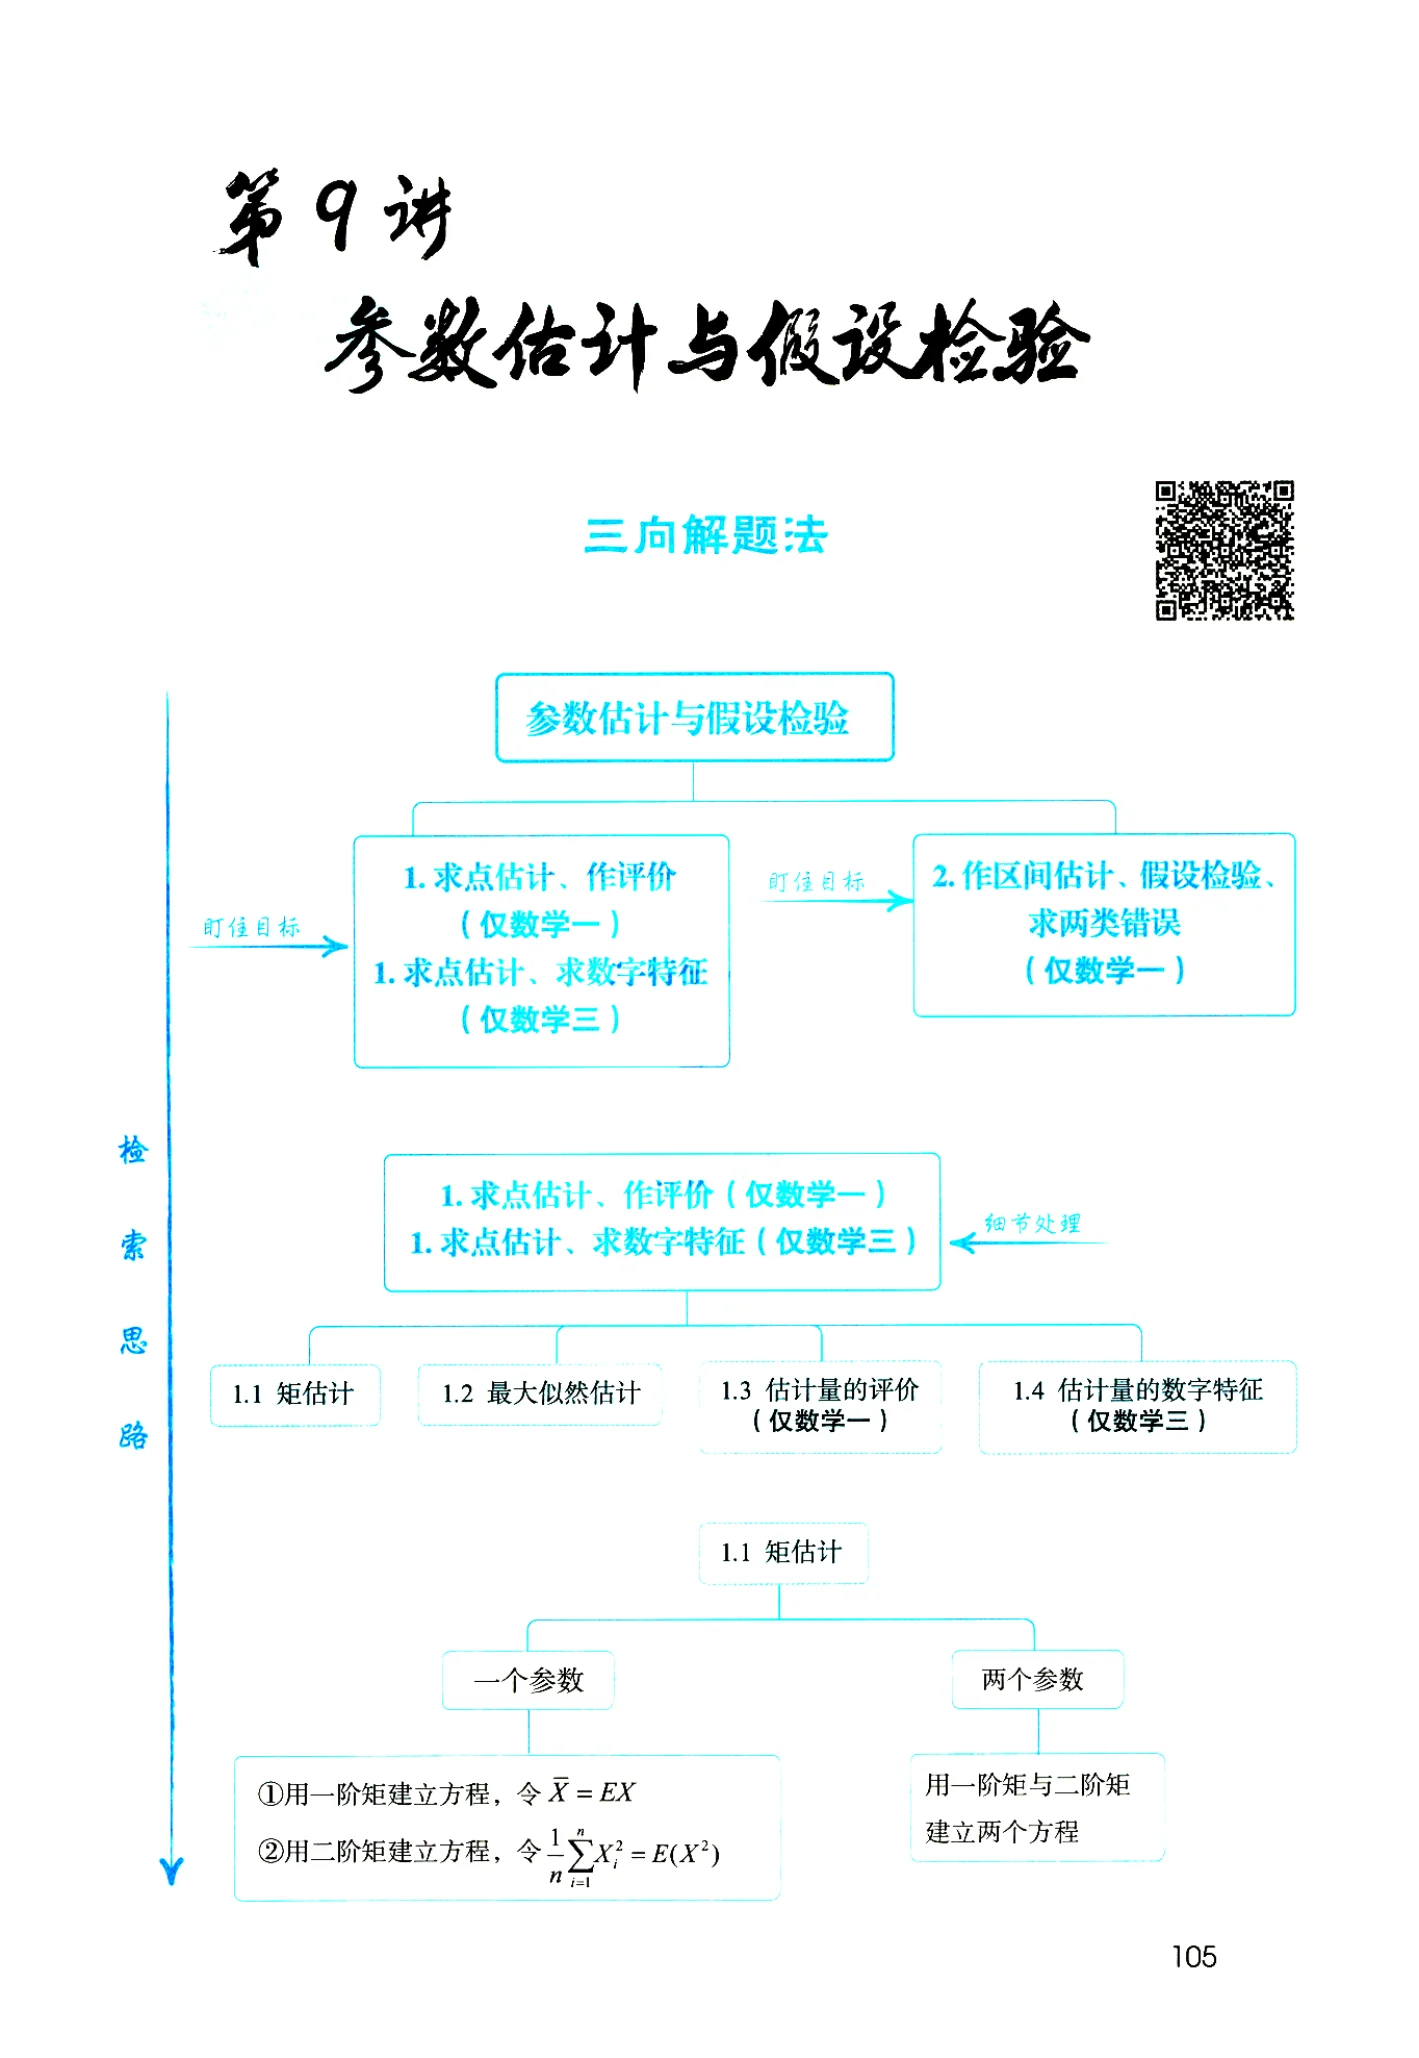 第9讲
参数估计与假设检验
三向解题法
参数估计与假设检验
盯住目标
1. 求点估计、作评价
（仅数学一）
1. 求点估计、求数字特征
（仅数学三）
盯住目标
2. 作区间估计、假设检验、
求两类错误
（仅数学一）
检
索
思
路
1. 求点估计、作评价（仅数学一）
1. 求点估计、求数字特征（仅数学三）
细节处理
1.1 矩估计
1.2 最大似然估计
1.3 估计量的评价
（仅数学一）
1.4 估计量的数字特征
（仅数学三）
1.1 矩估计
一个参数
两个参数
①用一阶矩建立方程，令 $\overline{X} = EX$
②用二阶矩建立方程，令 $\frac{1}{n}\sum_{i=1}^{n} X_i^2 = E(X^2)$
用一阶矩与二阶矩
建立两个方程
105